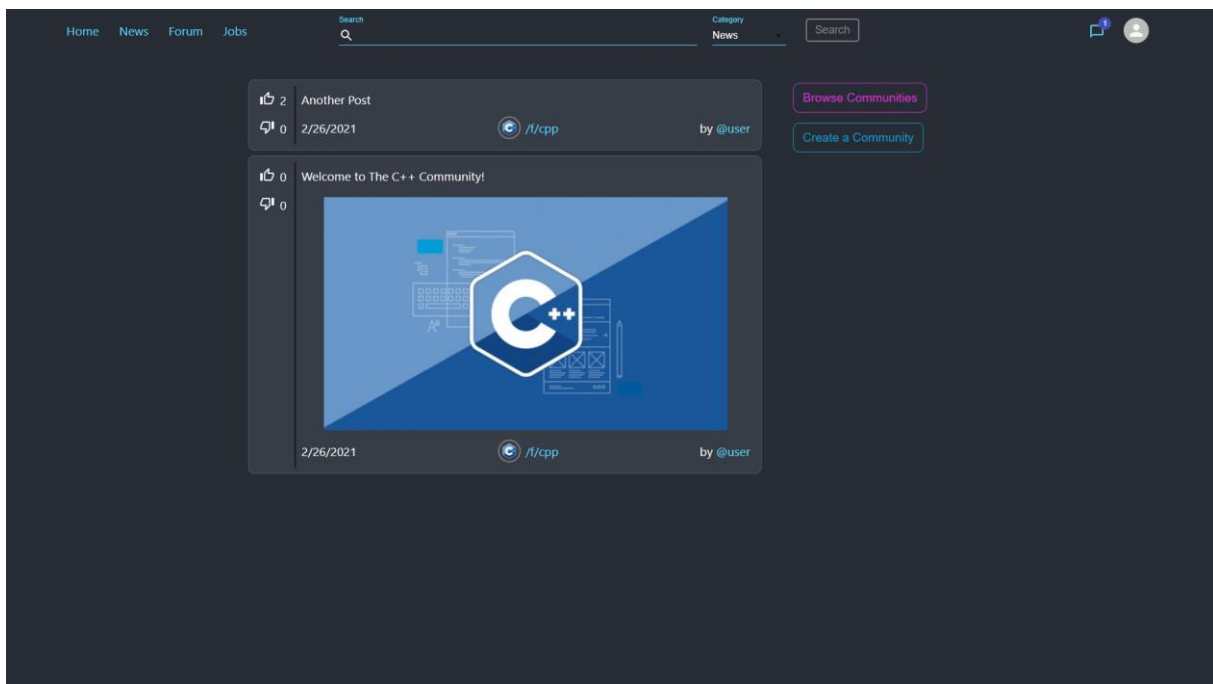 Home News Forum Jobs
Search
Category
News
Search
1
2 Another Post
0 2/26/2021 /f/cpp by @user
Browse Communities
Create a Community
0 Welcome to The C++ Community!
0
C++
2/26/2021 /f/cpp by @user